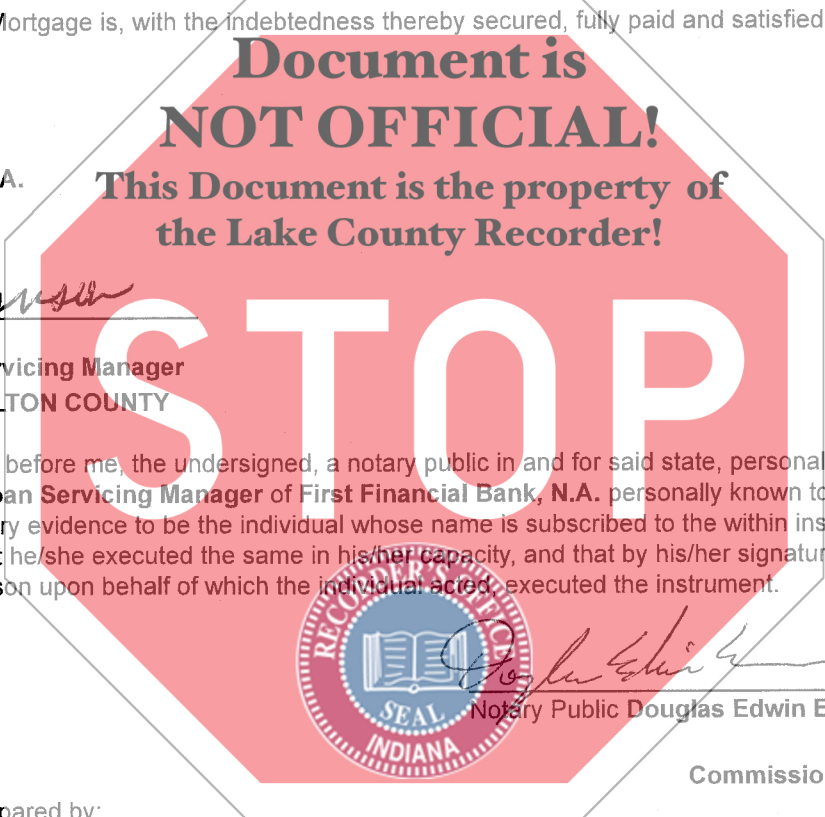 Mortgage is, with the indebtedness thereby secured, fully paid and satisfied
Document is
NOT OFFICIAL!
A.
This Document is the property of
the Lake County Recorder!
STOP
vicing Manager
LTON COUNTY
before me, the undersigned, a notary public in and for said state, personal
oan Servicing Manager of First Financial Bank, N.A. personally known to
ry evidence to be the individual whose name is subscribed to the within ins
he/she executed the same in his/her capacity, and that by his/her signatur
son upon behalf of which the individual acted, executed the instrument.
RECORDER'S OFFICE
SEAL
INDIANA
Notary Public Douglas Edwin E
Commissio
pared by: